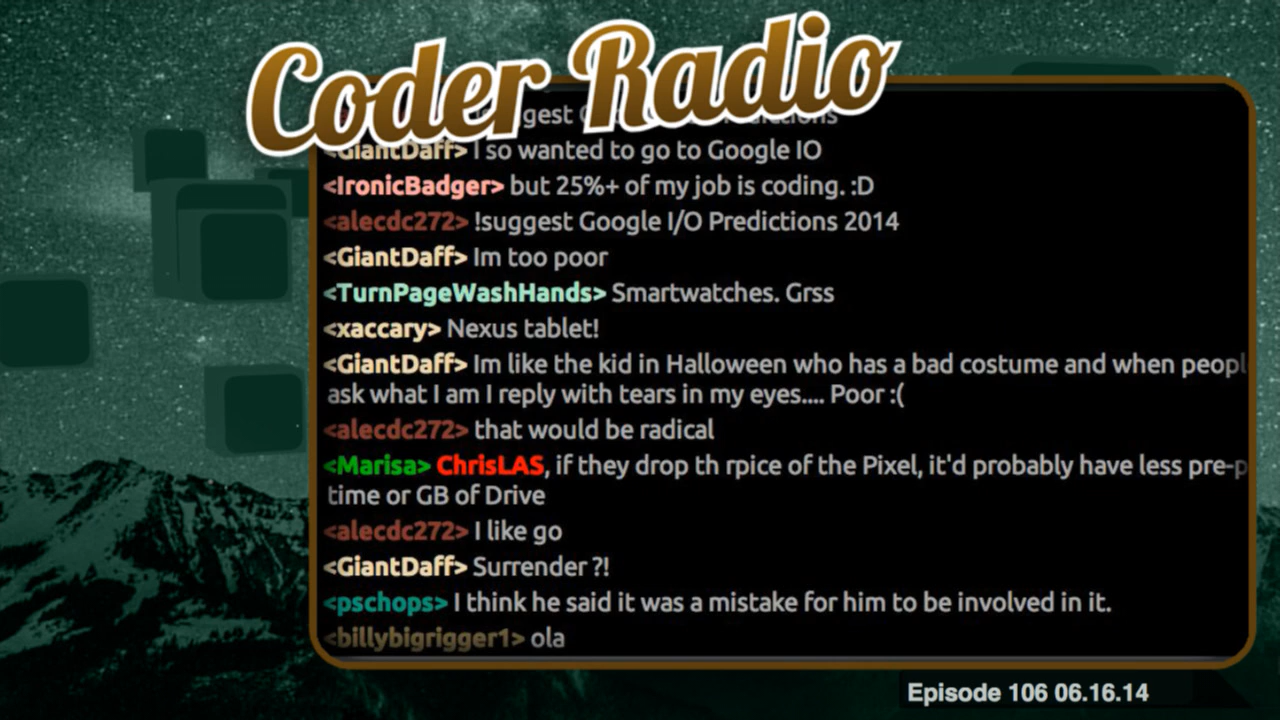 Coder Radio
gest
<GiantDaff> I so wanted to go to Google IO
<IronicBadger> but 25%+ of my job is coding. :D
<alecdc272> !suggest Google I/O Predictions 2014
<GiantDaff> Im too poor
<TurnPageWashHands> Smartwatches. Grss
<xaccary> Nexus tablet!
<GiantDaff> Im like the kid in Halloween who has a bad costume and when peopl
ask what I am I reply with tears in my eyes.... Poor :(
<alecdc272> that would be radical
<Marisa> ChrisLAS, if they drop th rpice of the Pixel, it'd probably have less pre-p
time or GB of Drive
<alecdc272> I like go
<GiantDaff> Surrender ?!
<pschops> I think he said it was a mistake for him to be involved in it.
<billybigrigger1> ola
Episode 106 06.16.14